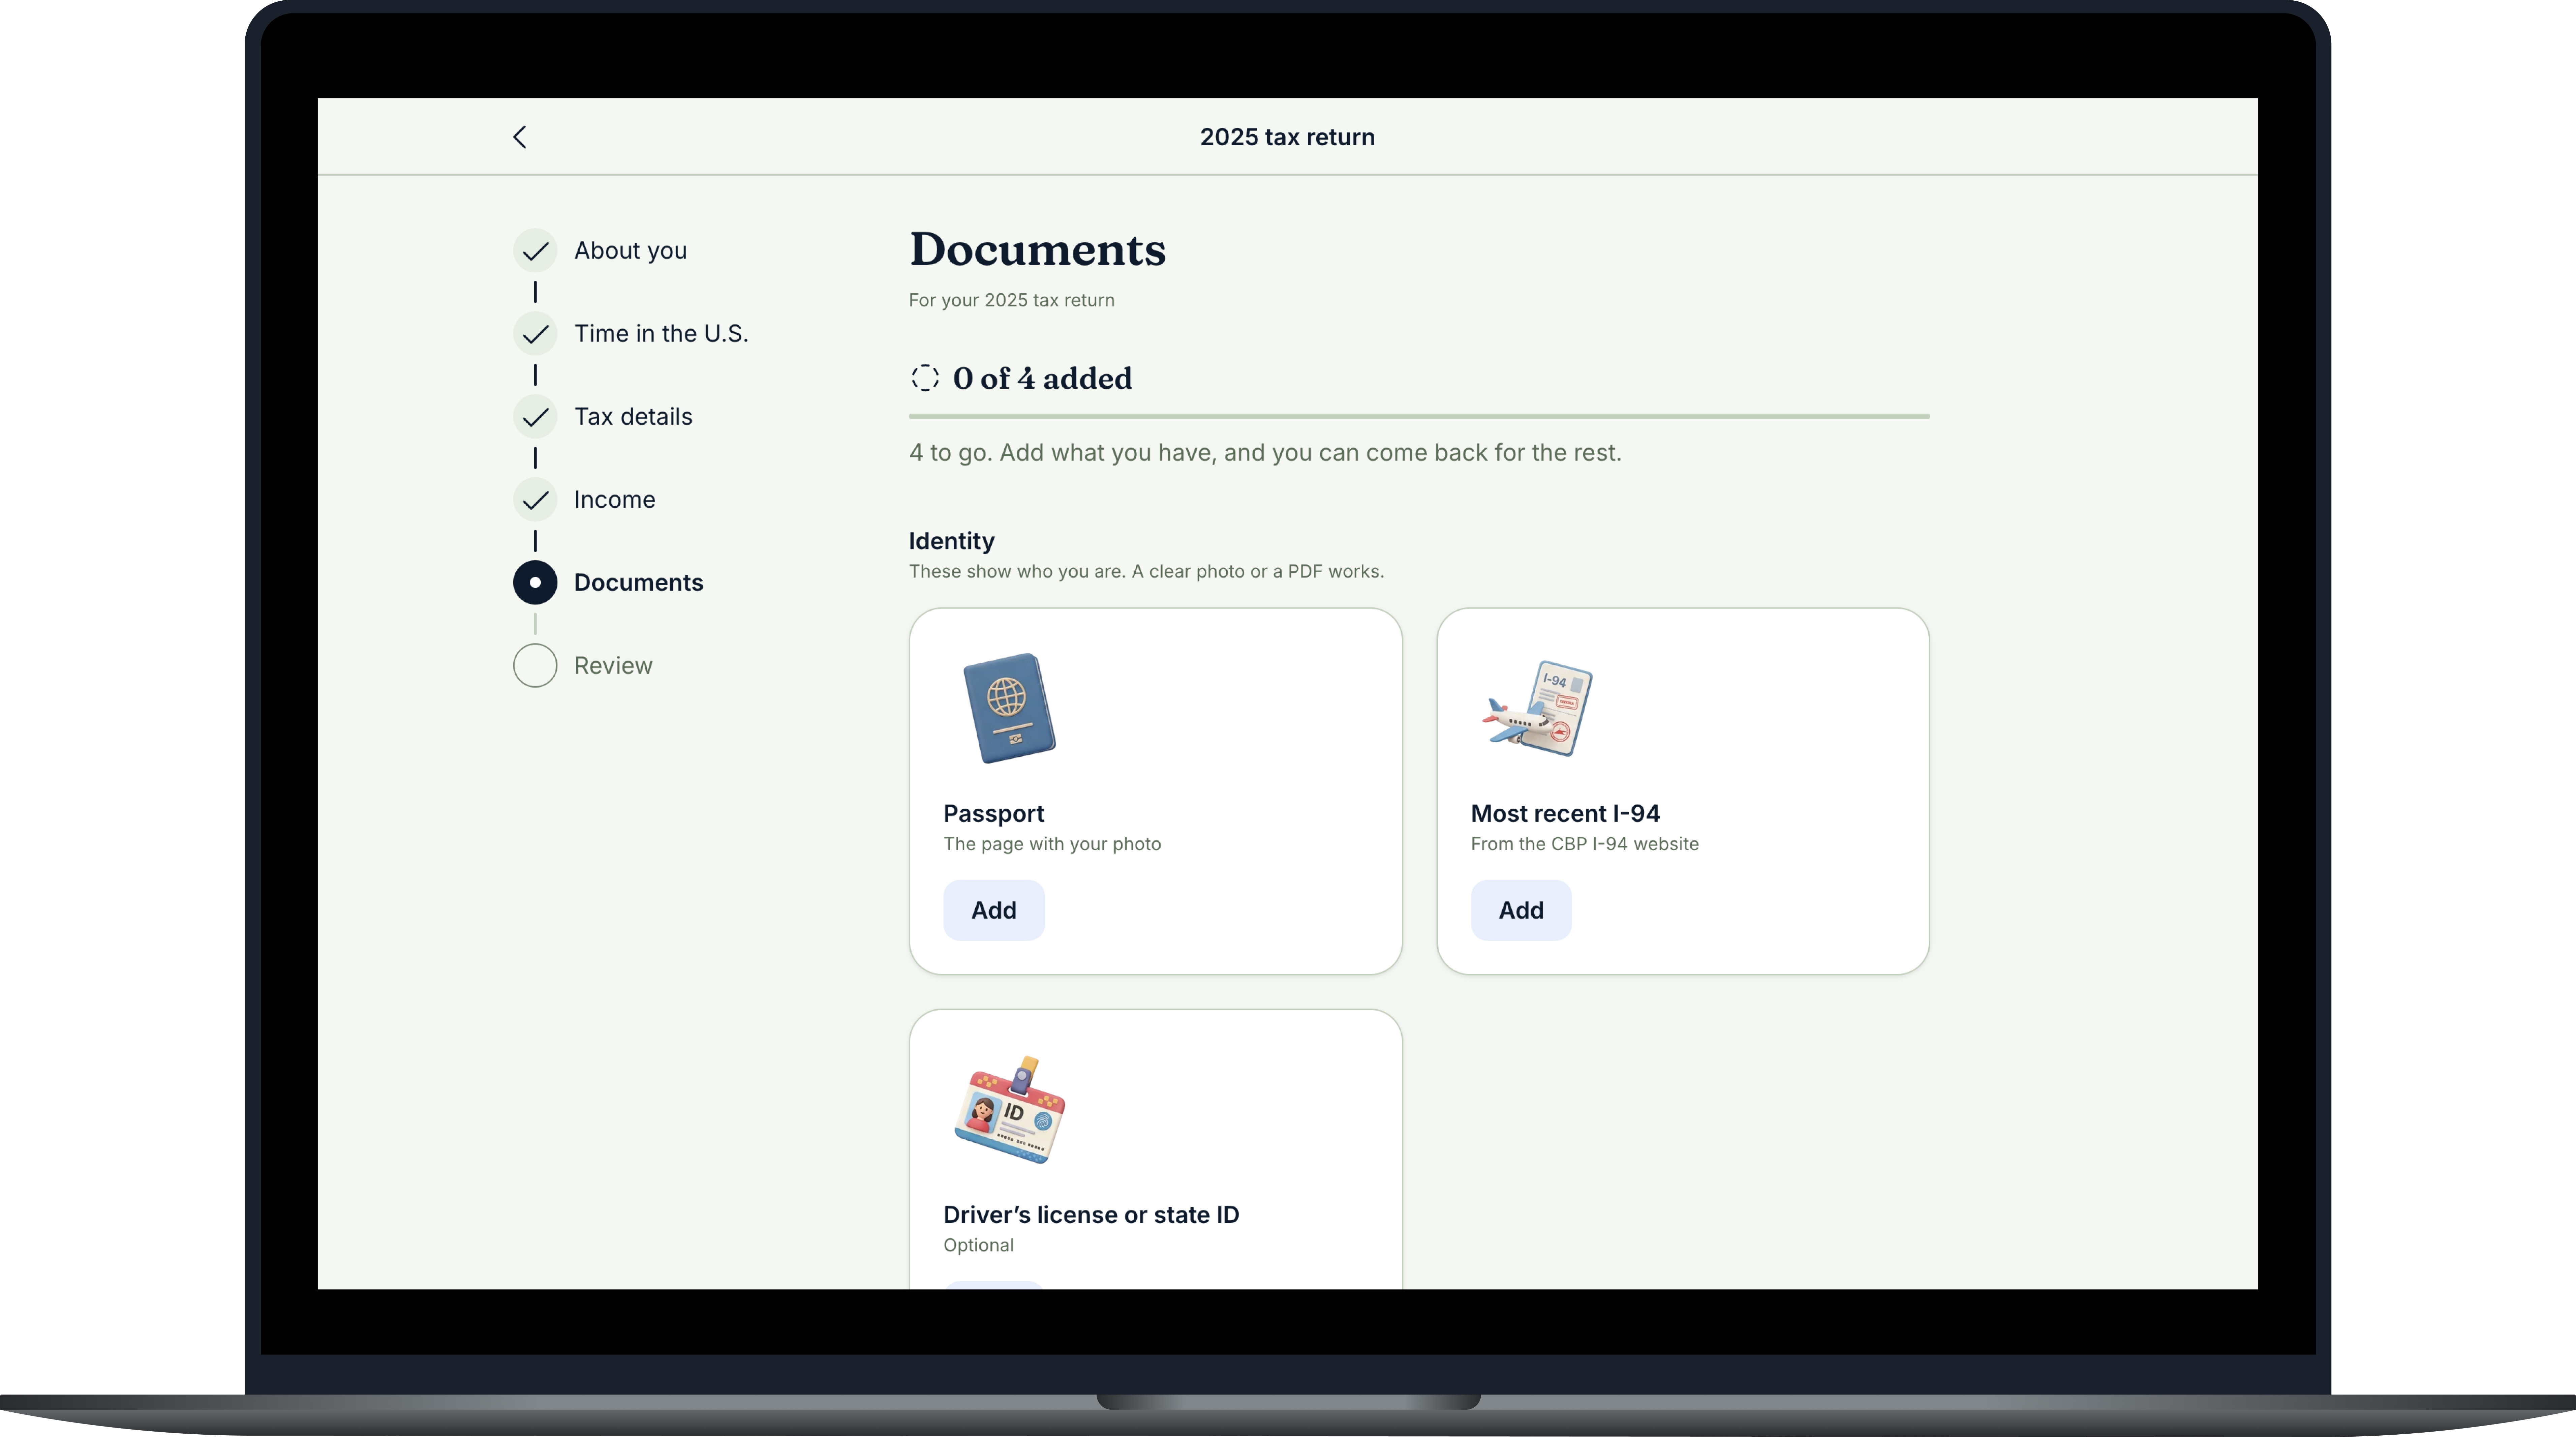 2025 tax return
About you
Time in the U.S.
Tax details
Income
Documents
Review
Documents
For your 2025 tax return
0 of 4 added
4 to go. Add what you have, and you can come back for the rest.
Identity
These show who you are. A clear photo or a PDF works.
I-94
Passport
The page with your photo
Add
Most recent I-94
From the CBP I-94 website
Add
ID
Driver’s license or state ID
Optional